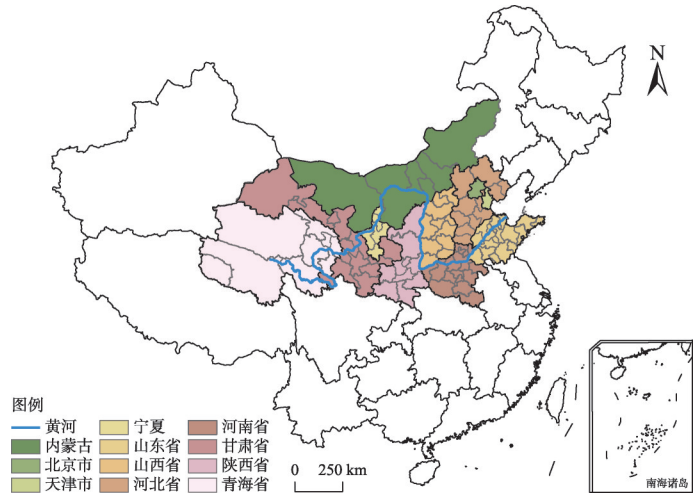 N
图例
黄河 宁夏 河南省
内蒙古 山东省 甘肃省
北京市 山西省 陕西省
天津市 河北省 青海省
0 250 km
南海诸岛